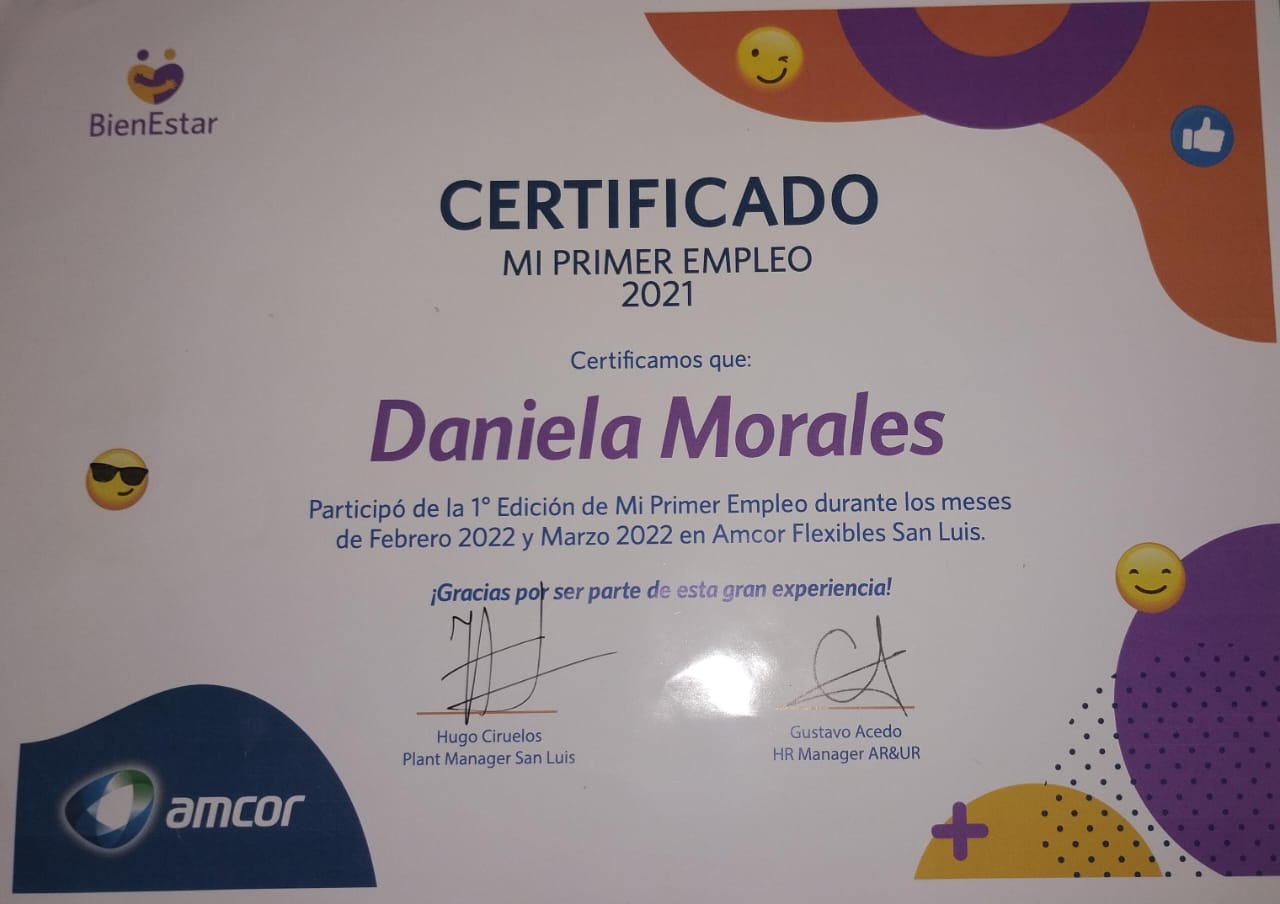 BienEstar
CERTIFICADO
MI PRIMER EMPLEO
2021
Certificamos que:
Daniela Morales
Participó de la 1° Edición de Mi Primer Empleo durante los meses
de Febrero 2022 y Marzo 2022 en Amcor Flexibles San Luis.
¡Gracias por ser parte de esta gran experiencia!
Hugo Ciruelos
Plant Manager San Luis
Gustavo Acedo
HR Manager AR&UR
amcor